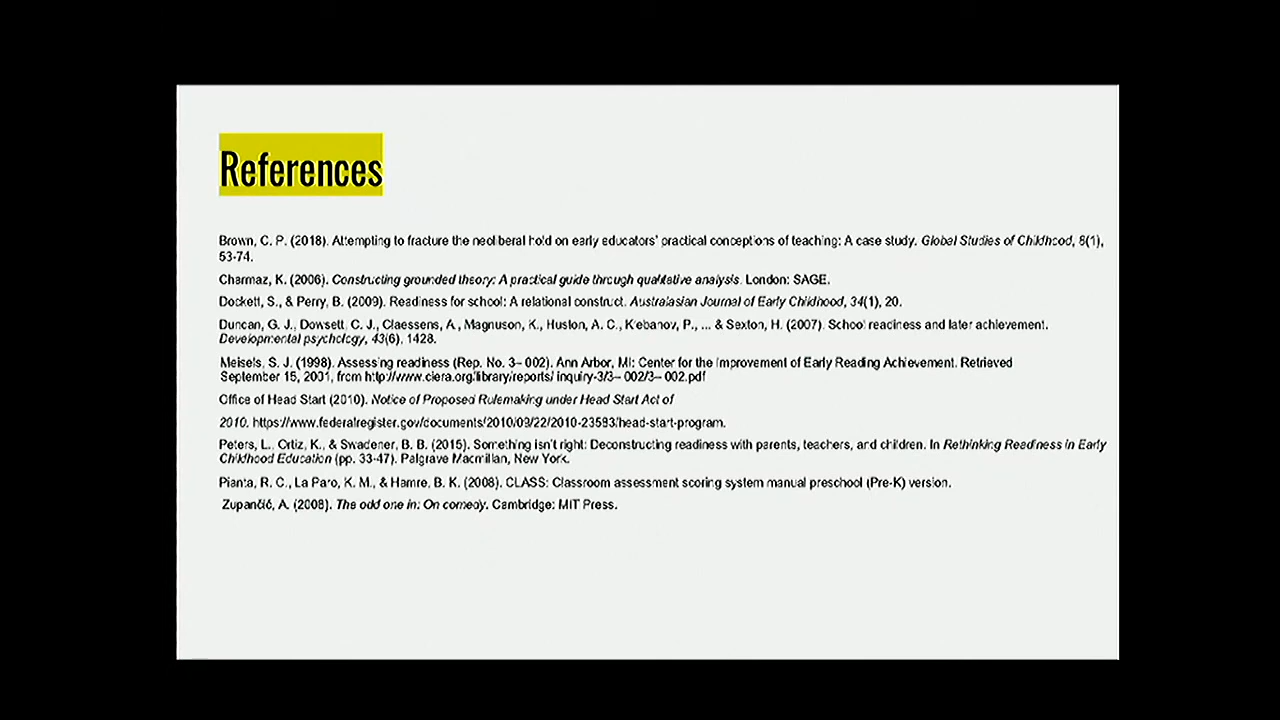 References
Brown, C. P. (2018). Attempting to fracture the neoliberal hold on early educators' practical conceptions of teaching: A case study. Global Studies of Childhood, 8(1),
53-74.
Charmaz, K. (2006). Constructing grounded theory: A practical guide through qualitative analysis. London: SAGE.
Dockett, S., & Perry, B. (2009). Readiness for school: A relational construct. Australasian Journal of Early Childhood, 34(1), 20.
Duncan, G. J., Dowsett, C. J., Claessens, A., Magnuson, K., Huston, A. C., Klebanov, P., ... & Sexton, H. (2007). School readiness and later achievement.
Developmental psychology, 43(6), 1428.
Meisels, S. J. (1998). Assessing readiness (Rep. No. 3– 002). Ann Arbor, MI: Center for the Improvement of Early Reading Achievement. Retrieved
September 15, 2001, from http://www.ciera.org/library/reports/ inquiry-3/3– 002/3– 002.pdf
Office of Head Start (2010). Notice of Proposed Rulemaking under Head Start Act of
2010. https://www.federalregister.gov/documents/2010/09/22/2010-23583/head-start-program.
Peters, L., Ortiz, K., & Swadener, B. B. (2015). Something isn't right: Deconstructing readiness with parents, teachers, and children. In Rethinking Readiness in Early
Childhood Education (pp. 33-47). Palgrave Macmillan, New York.
Pianta, R. C., La Paro, K. M., & Hamre, B. K. (2008). CLASS: Classroom assessment scoring system manual preschool (Pre-K) version.
Zupančič, A. (2008). The odd one in: On comedy. Cambridge: MIT Press.